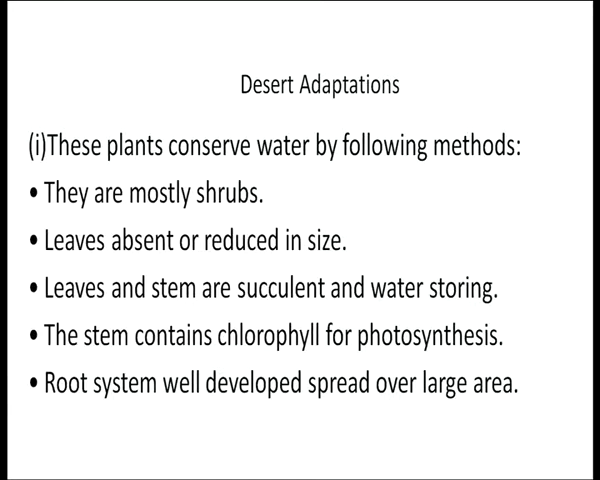 Desert Adaptations
(i)These plants conserve water by following methods:
• They are mostly shrubs.
• Leaves absent or reduced in size.
• Leaves and stem are succulent and water storing.
• The stem contains chlorophyll for photosynthesis.
• Root system well developed spread over large area.